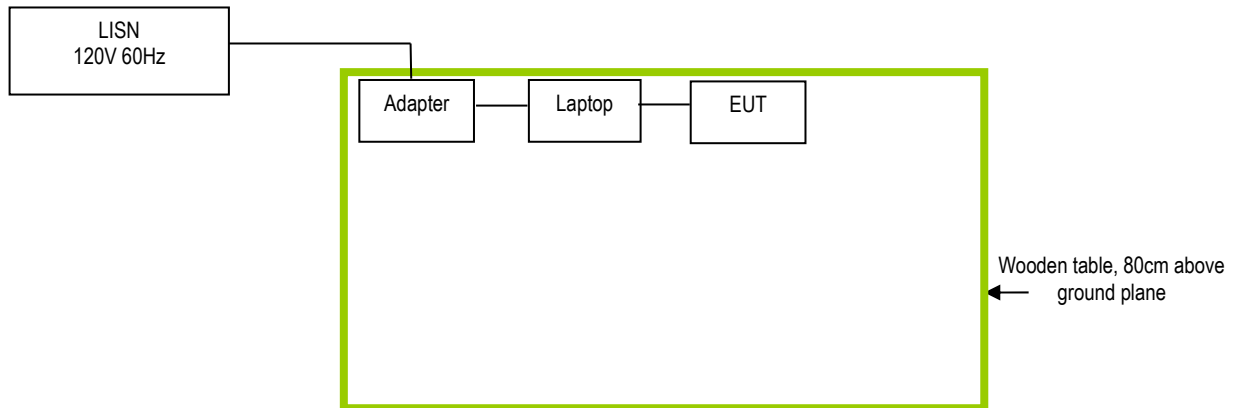 LISN
120V 60Hz
Adapter
Laptop
EUT
Wooden table, 80cm above
ground plane